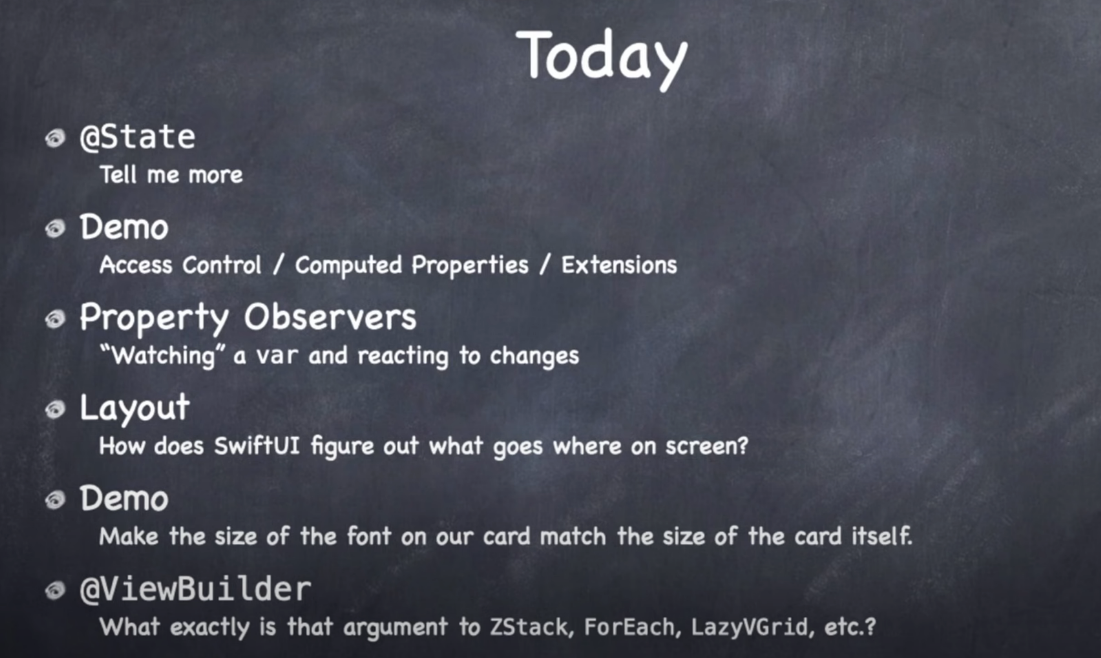 Today
@State
Tell me more
Demo
Access Control / Computed Properties / Extensions
Property Observers
“Watching” a var and reacting to changes
Layout
How does SwiftUI figure out what goes where on screen?
Demo
Make the size of the font on our card match the size of the card itself.
@ViewBuilder
What exactly is that argument to ZStack, ForEach, LazyVGrid, etc.?